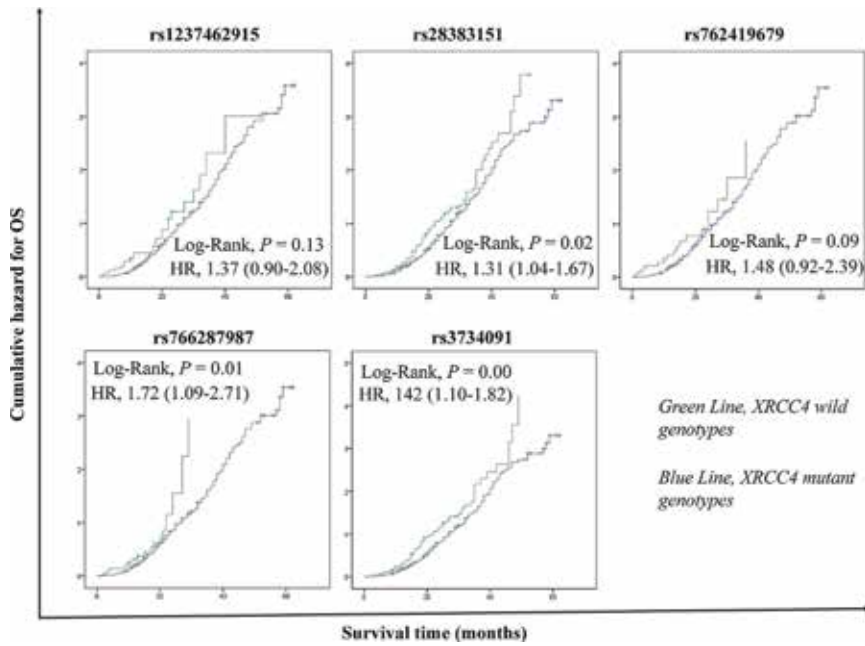 rs1237462915
rs28383151
rs762419679
Log-Rank, P = 0.13
HR, 1.37 (0.90-2.08)
Log-Rank, P = 0.02
HR, 1.31 (1.04-1.67)
Log-Rank, P = 0.09
HR, 1.48 (0.92-2.39)
rs766287987
rs3734091
Log-Rank, P = 0.01
HR, 1.72 (1.09-2.71)
Log-Rank, P = 0.00
HR, 142 (1.10-1.82)
Green Line, XRCC4 wild
genotypes
Blue Line, XRCC4 mutant
genotypes
Cumulative hazard for OS
Survival time (months)